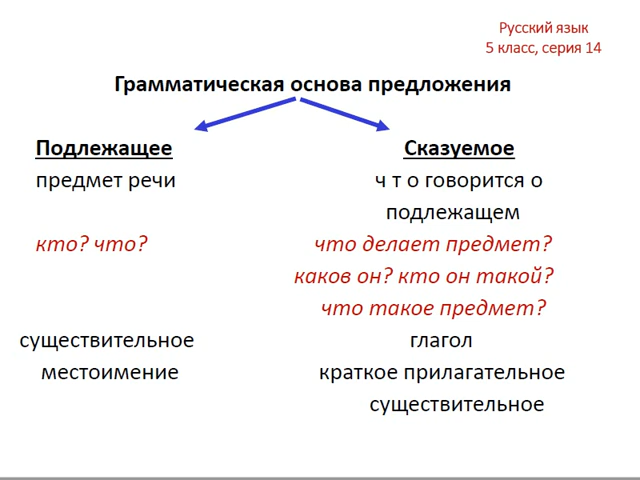 Русский язык
5 класс, серия 14
Грамматическая основа предложения
Подлежащее Сказуемое
предмет речи ч т о говорится о
подлежащем
кто? что? что делает предмет?
каков он? кто он такой?
что такое предмет?
существительное глагол
местоимение краткое прилагательное
существительное